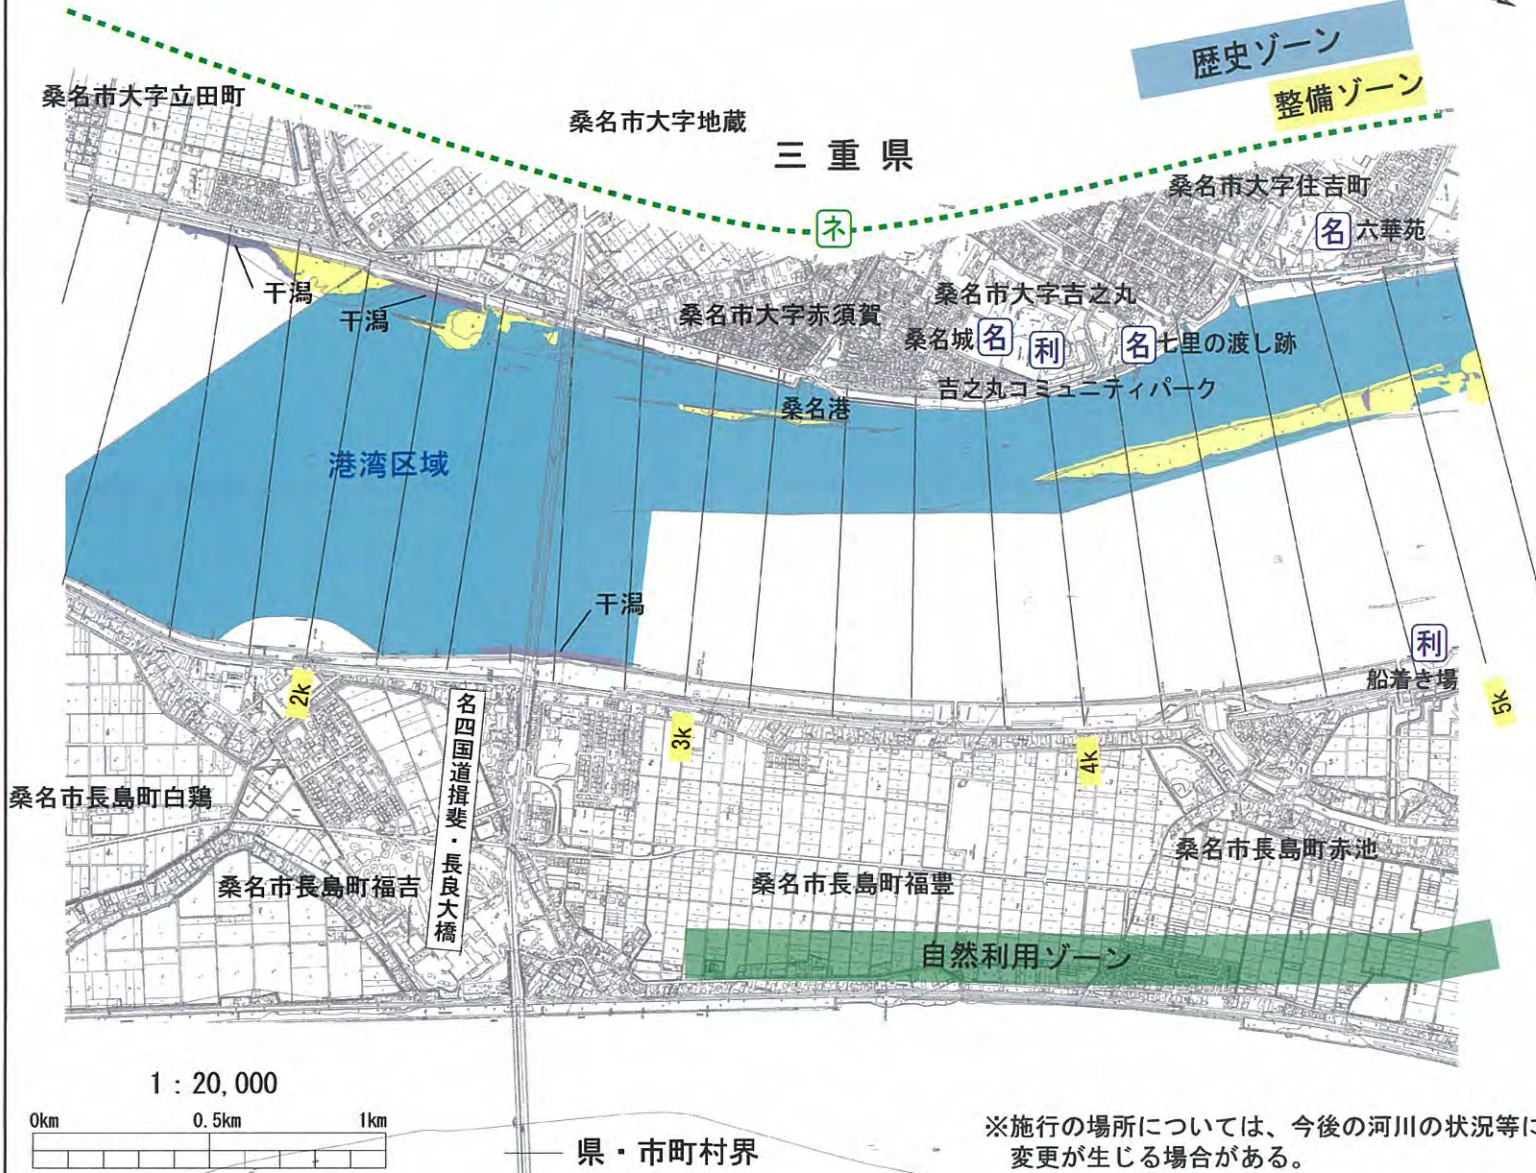 歴史ゾーン
整備ゾーン
桑名市大字立田町
桑名市大字地蔵
三重県
桑名市大字住吉町
ネ
名 六華苑
干潟
干潟
桑名市大字赤須賀
桑名市大字吉之丸
桑名城 名
利
名 七里の渡し跡
吉之丸コミュニティパーク
桑名港
港湾区域
干潟
利
船着き場
2k
3k
4k
5k
名四国道揖斐・長良大橋
桑名市長島町白鶏
桑名市長島町福吉
桑名市長島町福豊
桑名市長島町赤池
自然利用ゾーン
1：20,000
0km 0.5km 1km
県・市町村界
※施行の場所については、今後の河川の状況等に
変更が生じる場合がある。